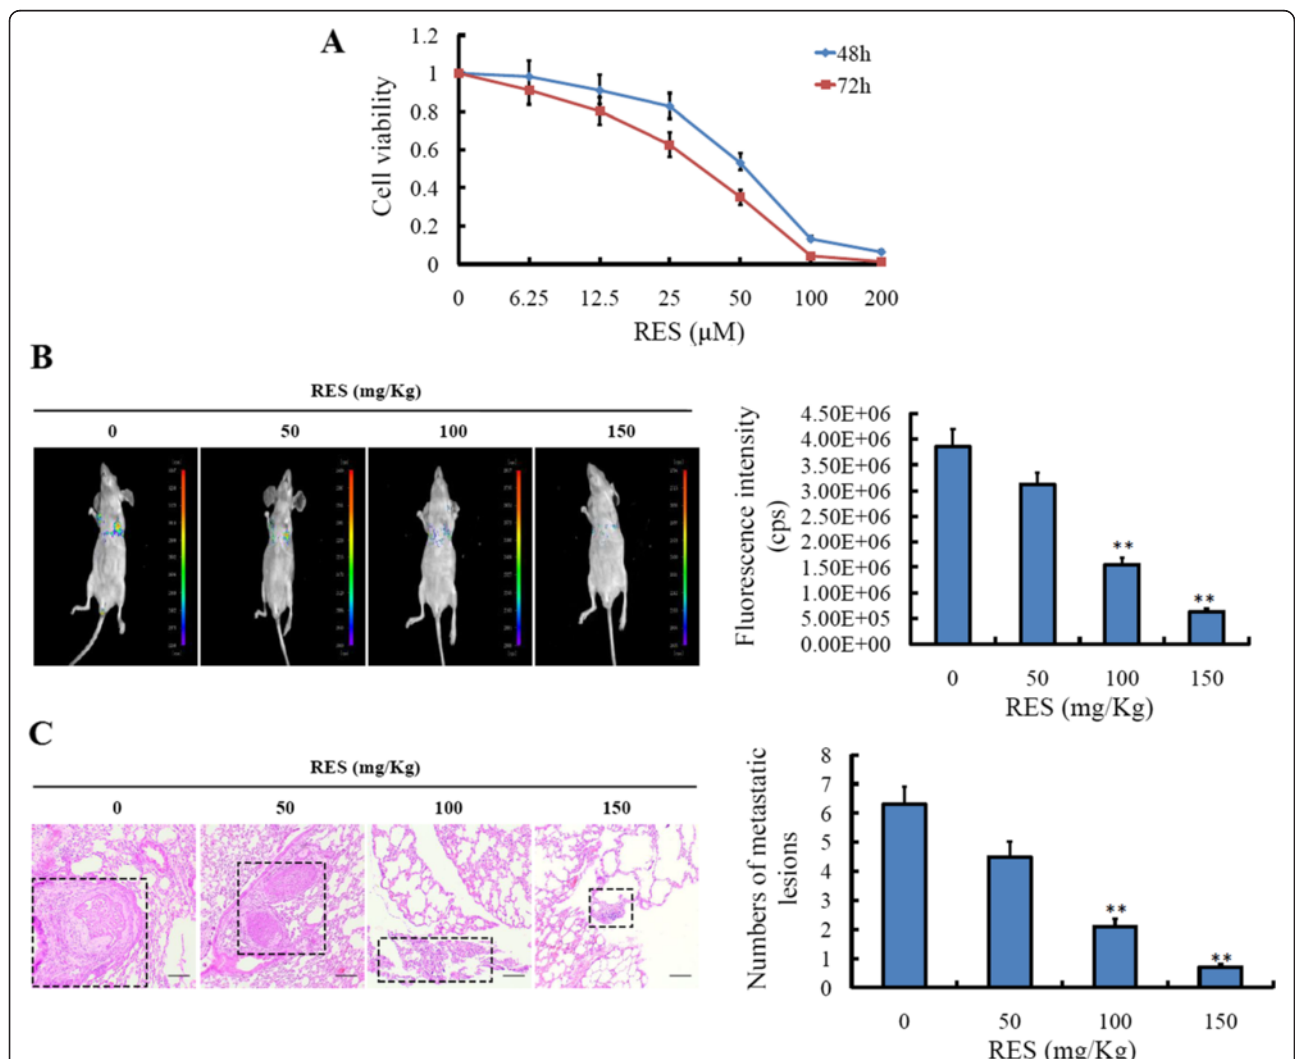 A
1.2
1
0.8
0.6
0.4
0.2
0
Cell viability
48h
72h
0 6.25 12.5 25 50 100 200
RES (μM)
B
RES (mg/Kg)
0 50 100 150
Fluorescence intensity
(cps)
4.50E+06
4.00E+06
3.50E+06
3.00E+06
2.50E+06
2.00E+06
1.50E+06
1.00E+06
5.00E+05
0.00E+00
**
**
0 50 100 150
RES (mg/Kg)
C
RES (mg/Kg)
0 50 100 150
Numbers of metastatic
lesions
8
7
6
5
4
3
2
1
0
**
**
0 50 100 150
RES (mg/Kg)